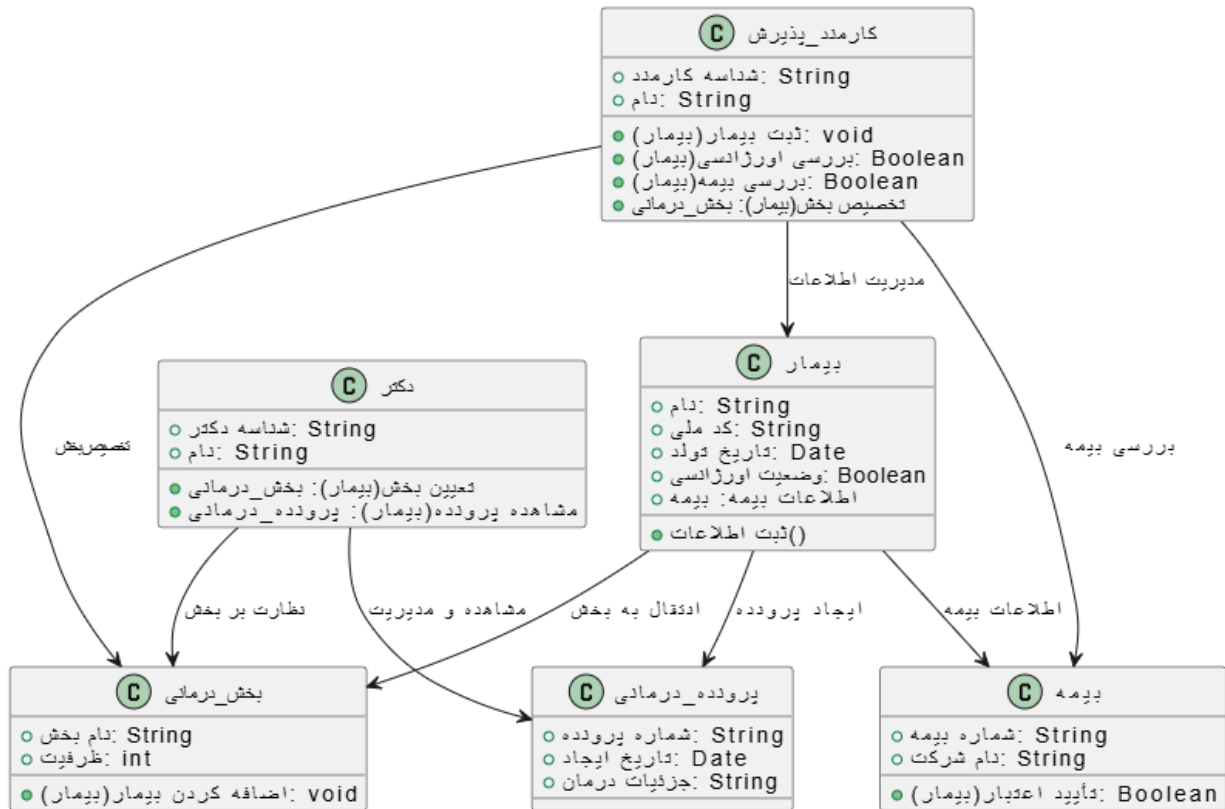 C کارمند_پذیرش
شناسه کارمند: String
نام: String
ثبت بیمار(بیمار): void
بررسی اورژانسی(بیمار): Boolean
بررسی بیمه(بیمار): Boolean
تخصیص بخش(بیمار): بخش_درمانی
مدیریت اطلاعات
C بیمار
نام: String
کد ملی: String
تاریخ تولد: Date
وضعیت اورژانسی: Boolean
اطلاعات بیمه: بیمه
ثبت اطلاعات()
C دکتر
شناسه دکتر: String
نام: String
تعیین بخش(بیمار): بخش_درمانی
مشاهده پرونده(بیمار): پرونده_درمانی
تخصیص بخش
بررسی بیمه
نظارت بر بخش
مشاهده و مدیریت
انتقال به بخش
ایجاد پرونده
اطلاعات بیمه
C بخش_درمانی
نام بخش: String
ظرفیت: int
اضافه کردن بیمار(بیمار): void
C پرونده_درمانی
شماره پرونده: String
تاریخ ایجاد: Date
جزئیات درمان: String
C بیمه
شماره بیمه: String
نام شرکت: String
تأیید اعتبار(بیمار): Boolean